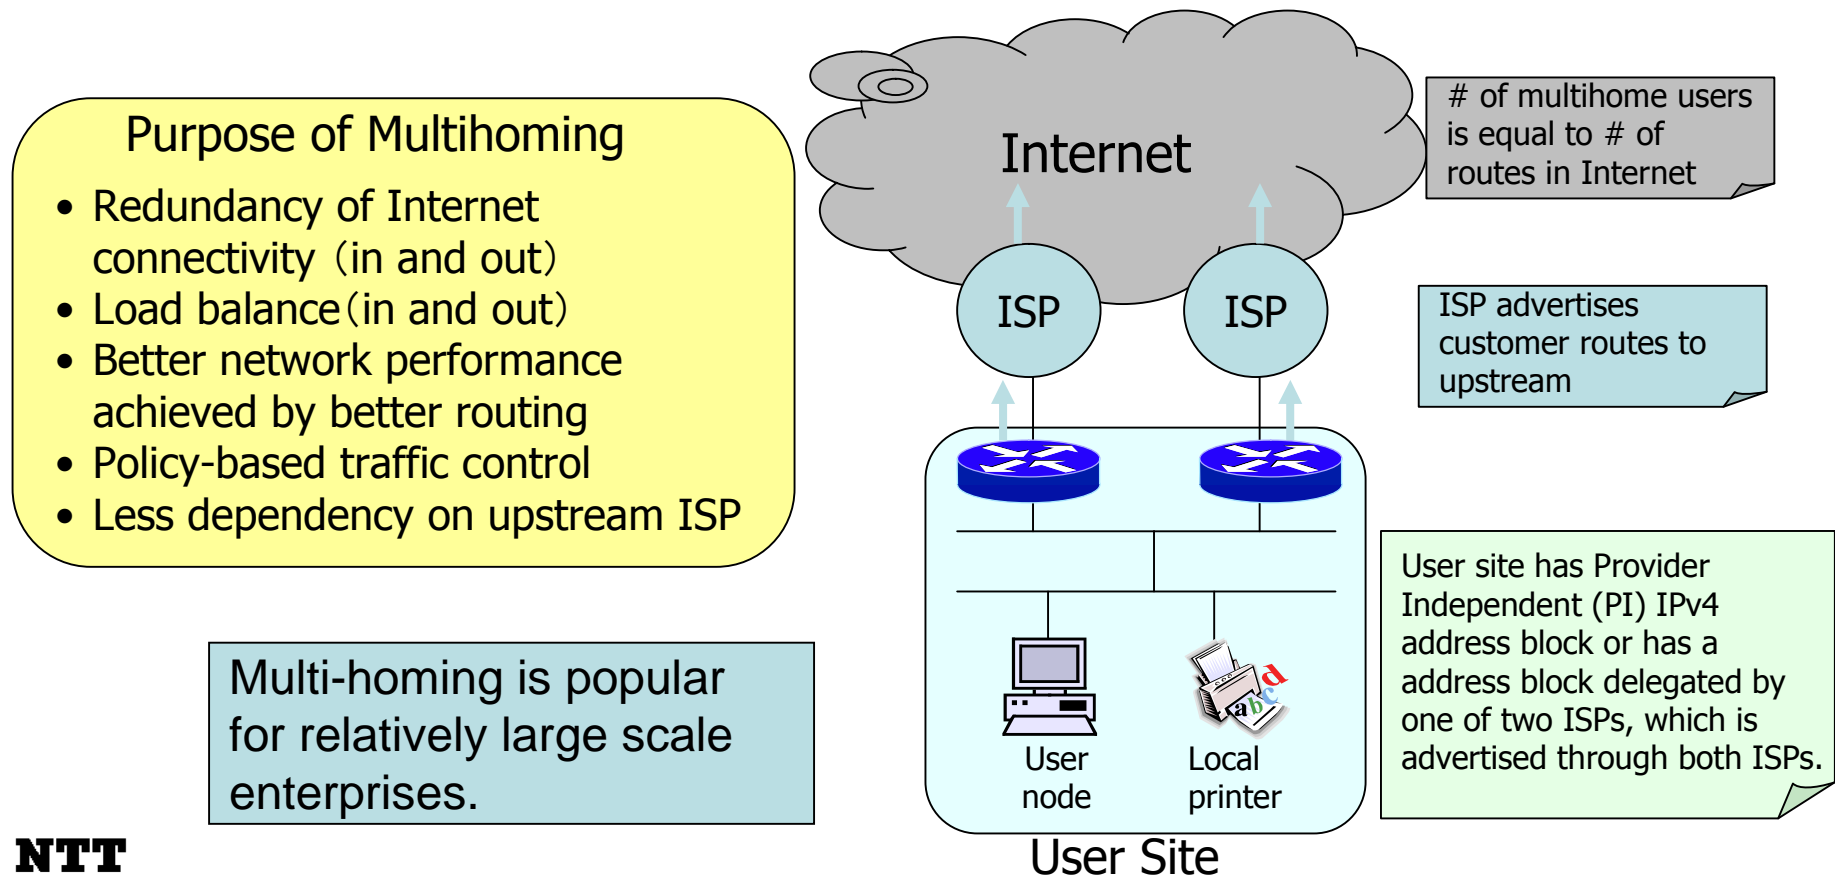 Purpose of Multihoming
• Redundancy of Internet
connectivity（in and out）
• Load balance（in and out）
• Better network performance
achieved by better routing
• Policy-based traffic control
• Less dependency on upstream ISP
Multi-homing is popular
for relatively large scale
enterprises.
NTT
Internet
ISP
ISP
User
node
Local
printer
abcd
User Site
# of multihome users
is equal to # of
routes in Internet
ISP advertises
customer routes to
upstream
User site has Provider
Independent (PI) IPv4
address block or has a
address block delegated by
one of two ISPs, which is
advertised through both ISPs.